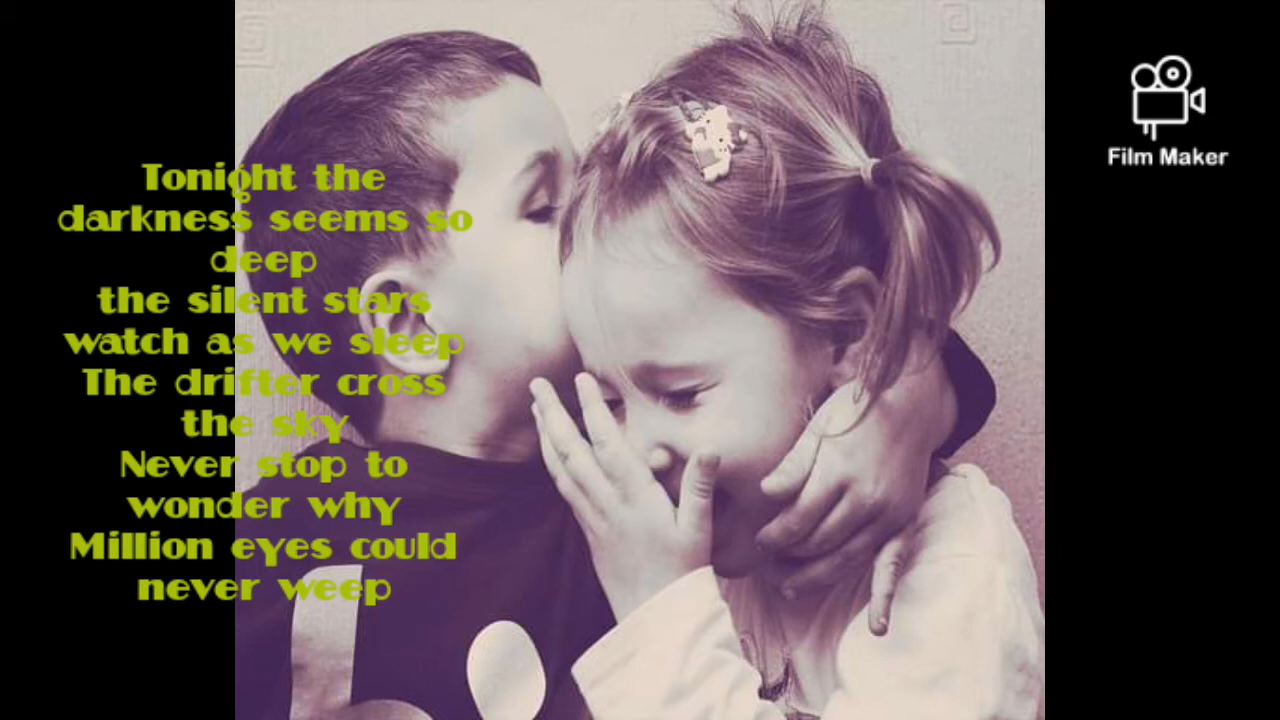 Tonight the
darkness seems so
deep
the silent stars
watch as we sleep
The drifter cross
the sky
Never stop to
wonder why
Million eyes could
never weep
Film Maker